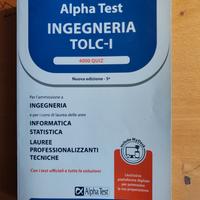 Alpha Test
INGEGNERIA
TOLC-I
4000 QUIZ
Nuova edizione - 5ª
Per l'ammissione a
INGEGNERIA
e per i corsi di laurea delle aree
INFORMATICA
STATISTICA
LAUREE
PROFESSIONALIZZANTI
TECNICHE
Con i test ufficiali e tutte le soluzioni
Alpha Test